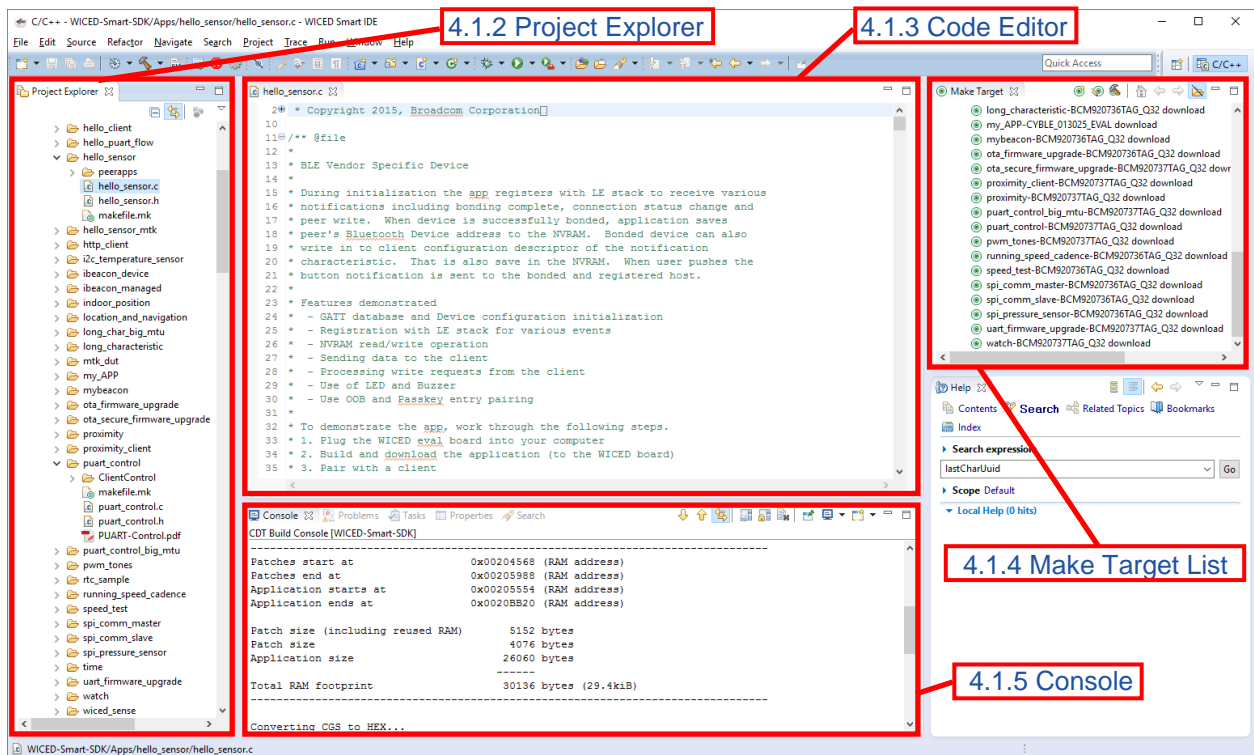 C/C++ - WICED-Smart-SDK/Apps/hello_sensor/hello_sensor.c - WICED Smart IDE
4.1.2 Project Explorer
4.1.3 Code Editor
File Edit Source Refactor Navigate Search Project Trace Run Window Help
Quick Access
C/C++
Project Explorer
hello_client
hello_puart_flow
hello_sensor
peerapps
hello_sensor.c
hello_sensor.h
makefile.mk
hello_sensor_mtk
http_client
i2c_temperature_sensor
ibeacon_device
ibeacon_managed
indoor_position
location_and_navigation
long_char_big_mtu
long_characteristic
mtk_dut
my_APP
mybeacon
ota_firmware_upgrade
ota_secure_firmware_upgrade
proximity
proximity_client
puart_control
ClientControl
makefile.mk
puart_control.c
puart_control.h
PUART-Control.pdf
puart_control_big_mtu
pwm_tones
rtc_sample
running_speed_cadence
speed_test
spi_comm_master
spi_comm_slave
spi_pressure_sensor
time
uart_firmware_upgrade
watch
wiced_sense
hello_sensor.c
2 * Copyright 2015, Broadcom Corporation
10
11 /** @file
12 *
13 * BLE Vendor Specific Device
14 *
15 * During initialization the app registers with LE stack to receive various
16 * notifications including bonding complete, connection status change and
17 * peer write. When device is successfully bonded, application saves
18 * peer's Bluetooth Device address to the NVRAM. Bonded device can also
19 * write in to client configuration descriptor of the notification
20 * characteristic. That is also save in the NVRAM. When user pushes the
21 * button notification is sent to the bonded and registered host.
22 *
23 * Features demonstrated
24 * - GATT database and Device configuration initialization
25 * - Registration with LE stack for various events
26 * - NVRAM read/write operation
27 * - Sending data to the client
28 * - Processing write requests from the client
29 * - Use of LED and Buzzer
30 * - Use OOB and Passkey entry pairing
31 *
32 * To demonstrate the app, work through the following steps.
33 * 1. Plug the WICED eval board into your computer
34 * 2. Build and download the application (to the WICED board)
35 * 3. Pair with a client
Make Target
long_characteristic-BCM920736TAG_Q32 download
my_APP-CYBLE_013025_EVAL download
mybeacon-BCM920736TAG_Q32 download
ota_firmware_upgrade-BCM920736TAG_Q32 download
ota_secure_firmware_upgrade-BCM920737TAG_Q32 downr
proximity_client-BCM920737TAG_Q32 download
proximity-BCM920737TAG_Q32 download
puart_control_big_mtu-BCM920737TAG_Q32 download
puart_control-BCM920737TAG_Q32 download
pwm_tones-BCM920737TAG_Q32 download
running_speed_cadence-BCM920737TAG_Q32 download
speed_test-BCM920736TAG_Q32 download
spi_comm_master-BCM920736TAG_Q32 download
spi_comm_slave-BCM920736TAG_Q32 download
spi_pressure_sensor-BCM920736TAG_Q32 download
uart_firmware_upgrade-BCM920737TAG_Q32 download
watch-BCM920737TAG_Q32 download
Help
Contents Search Related Topics Bookmarks
Index
Search expression
lastCharUuid Go
Scope Default
Local Help (0 hits)
4.1.4 Make Target List
Console Problems Tasks Properties Search
CDT Build Console [WICED-Smart-SDK]
Patches start at 0x00204568 (RAM address)
Patches end at 0x00205988 (RAM address)
Application starts at 0x00205554 (RAM address)
Application ends at 0x0020BB20 (RAM address)
Patch size (including reused RAM) 5152 bytes
Patch size 4076 bytes
Application size 26060 bytes
------
Total RAM footprint 30136 bytes (29.4kiB)
Converting CGS to HEX...
4.1.5 Console
WICED-Smart-SDK/Apps/hello_sensor/hello_sensor.c